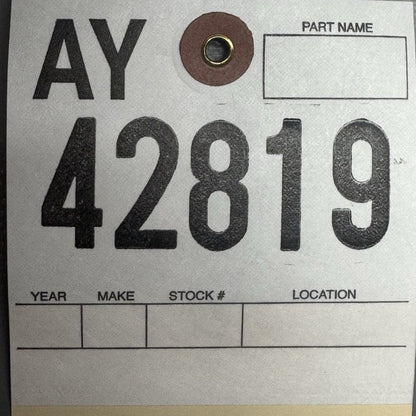 AY
PART NAME
42819
YEAR MAKE STOCK # LOCATION